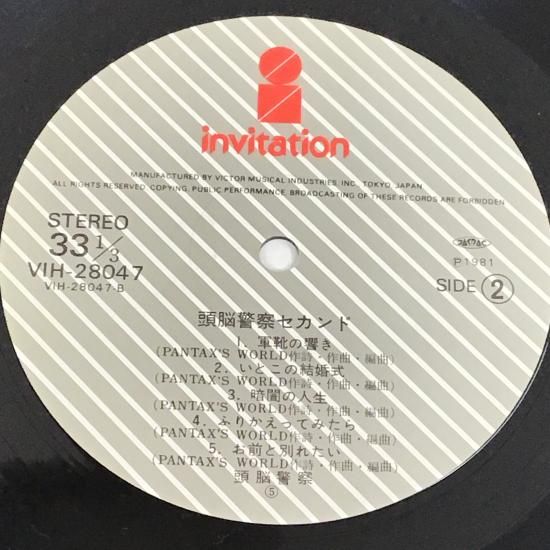 invitation
MANUFACTURED BY VICTOR MUSICAL INDUSTRIES, INC. TOKYO, JAPAN
ALL RIGHTS RESERVED. COPYING, PUBLIC PERFORMANCE, BROADCASTING OF THESE RECORDS ARE FORBIDDEN
STEREO
33 1/3
VIH-28047
VIH-28047-B
Ⓟ1981
SIDE ②
頭脳警察セカンド
1. 軍靴の響き
(PANTAX'S WORLD作詩・作曲・編曲)
2. いとこの結婚式
(PANTAX'S WORLD作詩・作曲・編曲)
3. 暗闇の人生
(PANTAX'S WORLD作詩・作曲・編曲)
4. ふりかえってみたら
(PANTAX'S WORLD作詩・作曲・編曲)
5. お前と別れたい
(PANTAX'S WORLD作詩・作曲・編曲)
頭脳警察
⑤